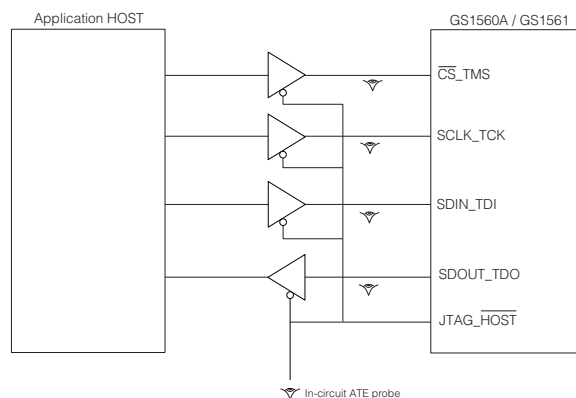 Application HOST
GS1560A / GS1561
CS_TMS
SCLK_TCK
SDIN_TDI
SDOUT_TDO
JTAG_HOST
In-circuit ATE probe